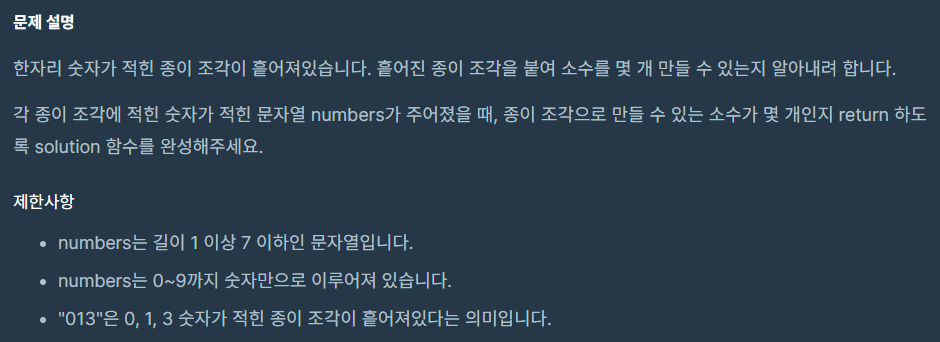 문제 설명
한자리 숫자가 적힌 종이 조각이 흩어져있습니다. 흩어진 종이 조각을 붙여 소수를 몇 개 만들 수 있는지 알아내려 합니다.
각 종이 조각에 적힌 숫자가 적힌 문자열 numbers가 주어졌을 때, 종이 조각으로 만들 수 있는 소수가 몇 개인지 return 하도
록 solution 함수를 완성해주세요.
제한사항
• numbers는 길이 1 이상 7 이하인 문자열입니다.
• numbers는 0~9까지 숫자만으로 이루어져 있습니다.
• "013"은 0, 1, 3 숫자가 적힌 종이 조각이 흩어져있다는 의미입니다.